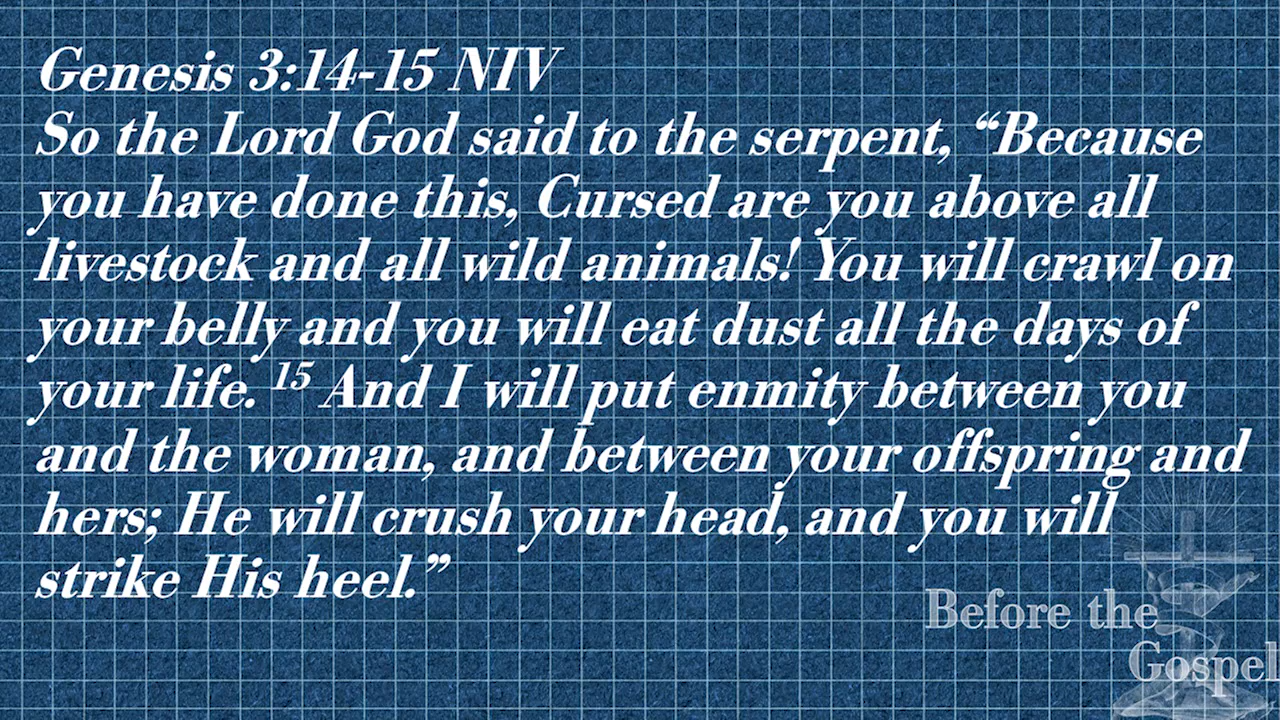 Genesis 3:14-15 NIV
So the Lord God said to the serpent, “Because
you have done this, Cursed are you above all
livestock and all wild animals! You will crawl on
your belly and you will eat dust all the days of
your life. 15 And I will put enmity between you
and the woman, and between your offspring and
hers; He will crush your head, and you will
strike His heel.”
Before the
Gospel